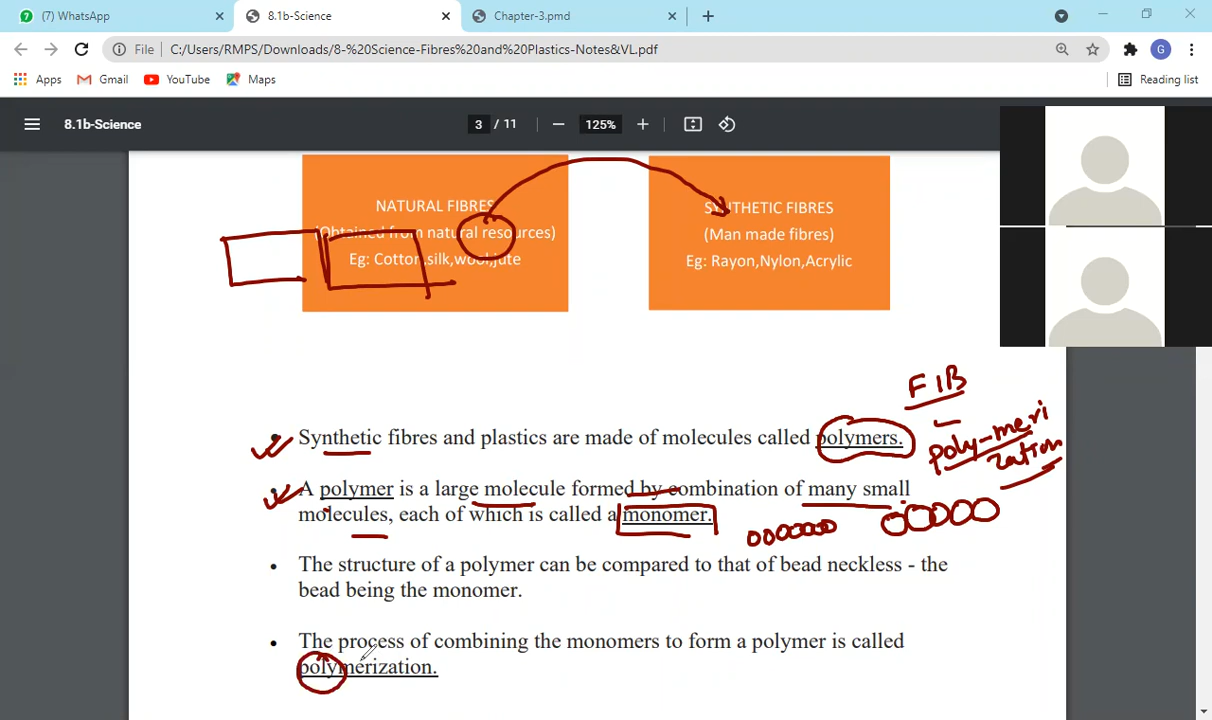 7
WhatsApp
8.1b-Science
Chapter-3.pmd
File
C:/Users/RMPS/Downloads/8-%20Science-Fibres%20and%20Plastics-Notes&VL.pdf
G
Apps
Gmail
YouTube
Maps
Reading list
8.1b-Science
3 / 11
125%
NATURAL FIBRES
(Obtained from natural resources)
Eg: Cotton,silk,wool,jute
SYNTHETIC FIBRES
(Man made fibres)
Eg: Rayon,Nylon,Acrylic
FIB
• Synthetic fibres and plastics are made of molecules called polymers.
poly-meri
zation
• A polymer is a large molecule formed by combination of many small
molecules, each of which is called a monomer.
• The structure of a polymer can be compared to that of bead neckless - the
bead being the monomer.
• The process of combining the monomers to form a polymer is called
polymerization.